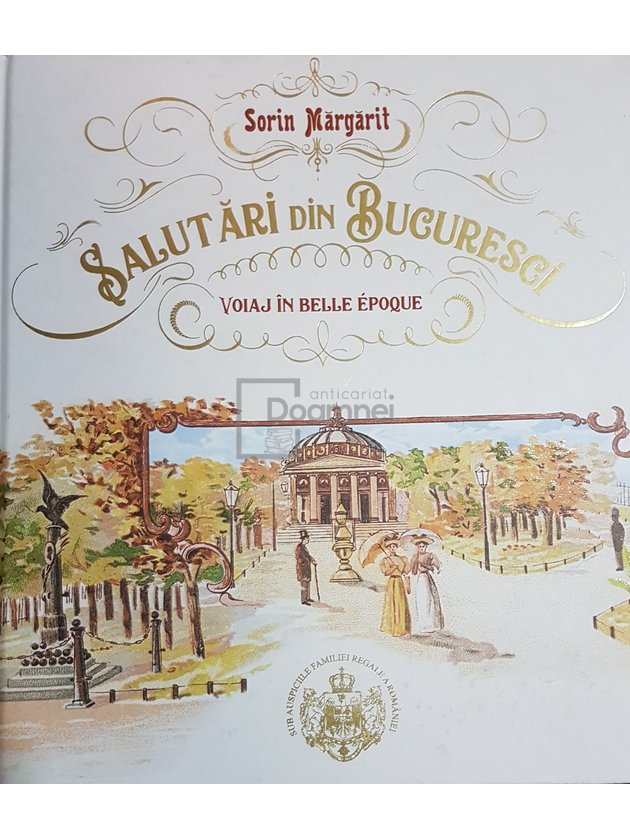 Sorin Mărgărit
Salutări din Bucuresci
Voiaj în Belle Époque
anticariat
Doamnei
SUB AUSPICIILE FAMILIEI REGALE A ROMÂNIEI